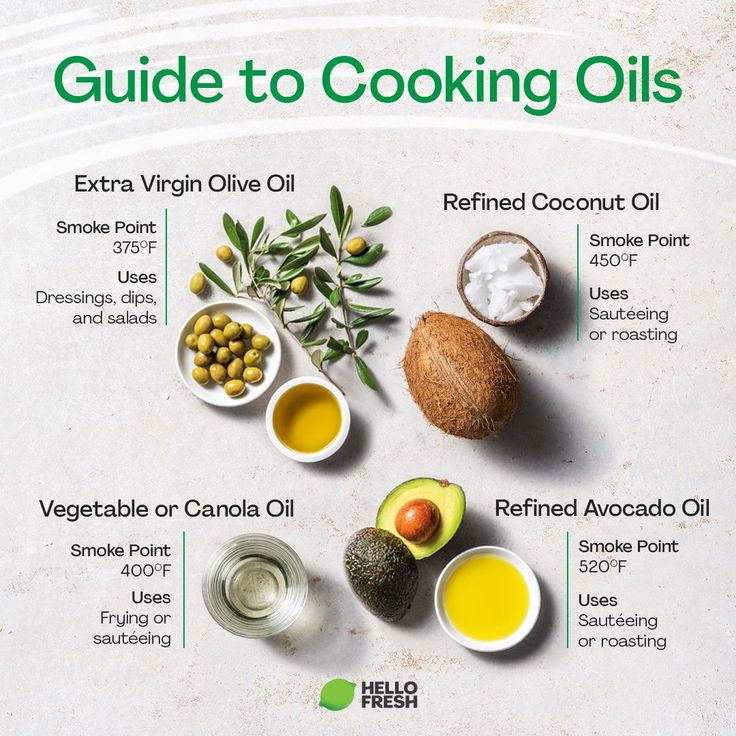 Guide to Cooking Oils
Extra Virgin Olive Oil
Smoke Point
375°F
Uses
Dressings, dips,
and salads
Refined Coconut Oil
Smoke Point
450°F
Uses
Sautéeing
or roasting
Vegetable or Canola Oil
Smoke Point
400°F
Uses
Frying or
sautéeing
Refined Avocado Oil
Smoke Point
520°F
Uses
Sautéeing
or roasting
HELLO
FRESH